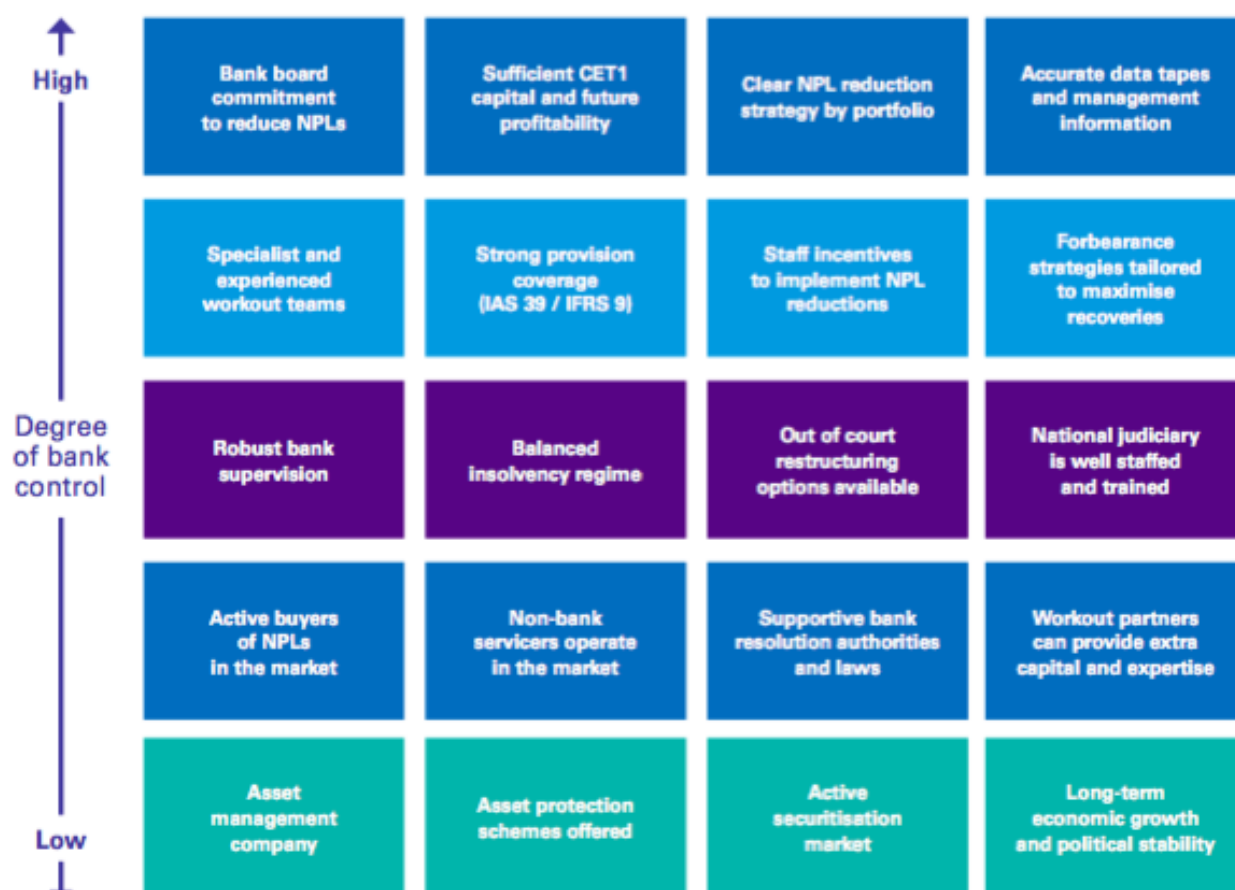 High
Degree
of bank
control
Low
Bank board
commitment
to reduce NPLs
Sufficient CET1
capital and future
profitability
Clear NPL reduction
strategy by portfolio
Accurate data tapes
and management
information
Specialist and
experienced
workout teams
Strong provision
coverage
(IAS 39 / IFRS 9)
Staff incentives
to implement NPL
reductions
Forbearance
strategies tailored
to maximise
recoveries
Robust bank
supervision
Balanced
insolvency regime
Out of court
restructuring
options available
National judiciary
is well staffed
and trained
Active buyers
of NPLs
in the market
Non-bank
servicers operate
in the market
Supportive bank
resolution authorities
and laws
Workout partners
can provide extra
capital and expertise
Asset
management
company
Asset protection
schemes offered
Active
securitisation
market
Long-term
economic growth
and political stability